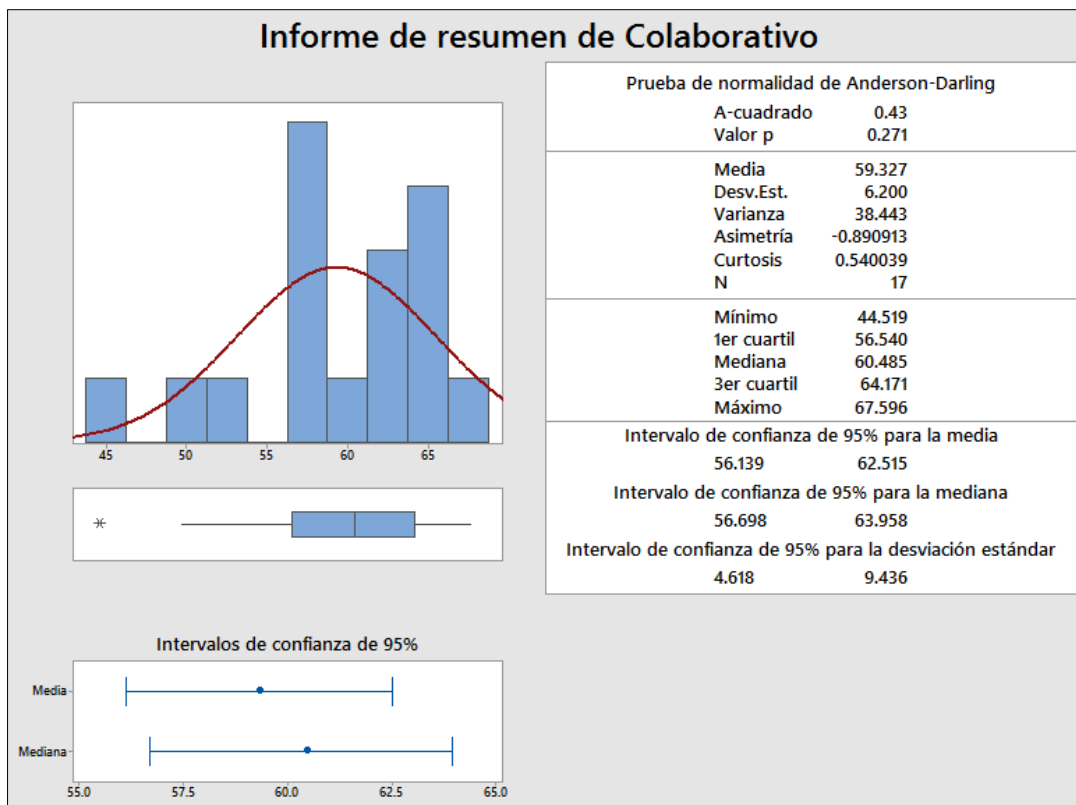 Informe de resumen de Colaborativo
45 50 55 60 65
Intervalos de confianza de 95%
Media
Mediana
55.0 57.5 60.0 62.5 65.0
Prueba de normalidad de Anderson-Darling
A-cuadrado 0.43
Valor p 0.271
Media 59.327
Desv.Est. 6.200
Varianza 38.443
Asimetría -0.890913
Curtosis 0.540039
N 17
Mínimo 44.519
1er cuartil 56.540
Mediana 60.485
3er cuartil 64.171
Máximo 67.596
Intervalo de confianza de 95% para la media
56.139 62.515
Intervalo de confianza de 95% para la mediana
56.698 63.958
Intervalo de confianza de 95% para la desviación estándar
4.618 9.436